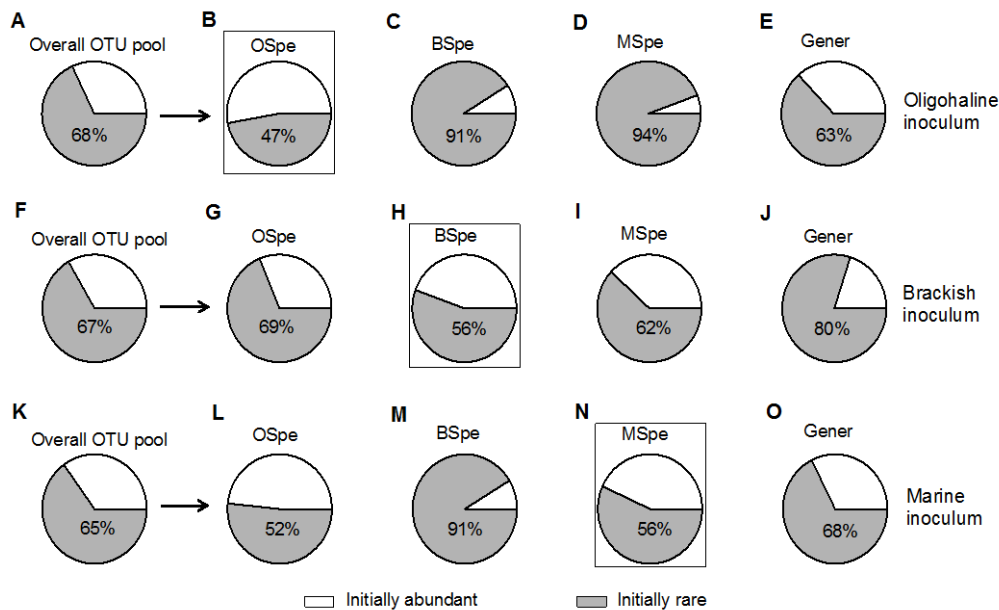 A B C D E
Overall OTU pool OSpe BSpe MSpe Gener
68% 47% 91% 94% 63%
Oligohaline
inoculum
F G H I J
Overall OTU pool OSpe BSpe MSpe Gener
67% 69% 56% 62% 80%
Brackish
inoculum
K L M N O
Overall OTU pool OSpe BSpe MSpe Gener
65% 52% 91% 56% 68%
Marine
inoculum
Initially abundant Initially rare